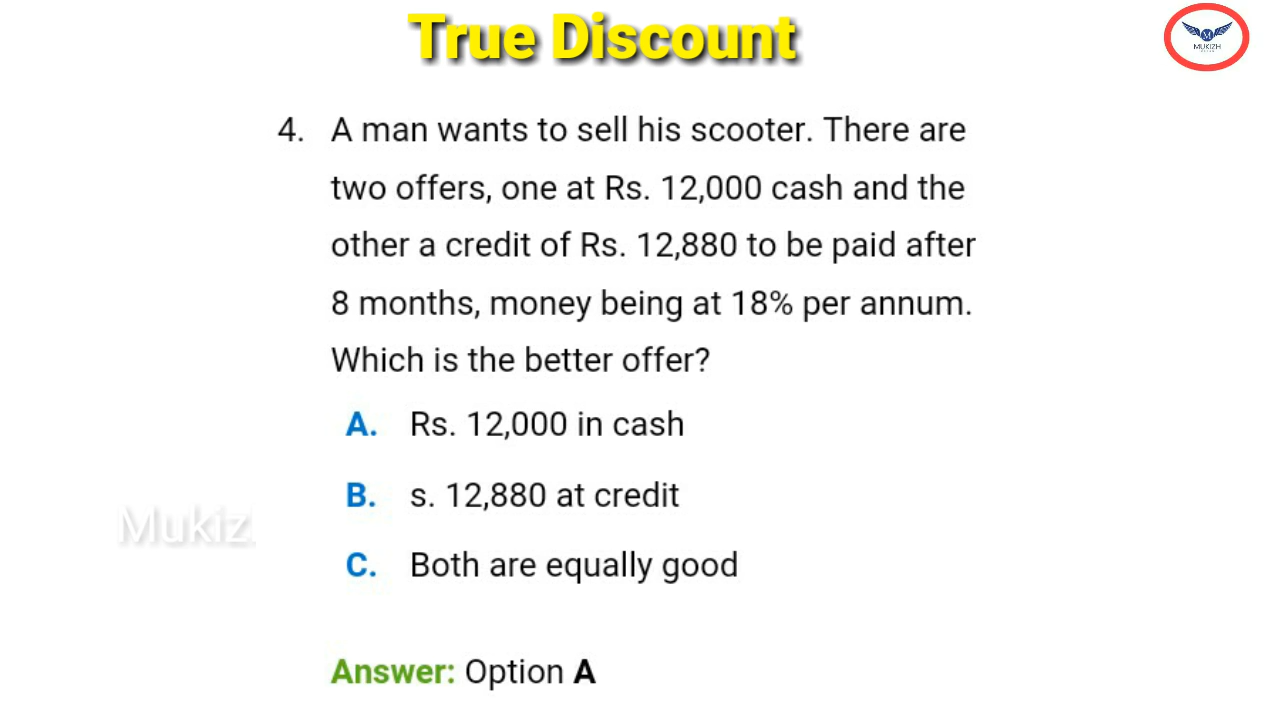 True Discount
MUKIZH
4. A man wants to sell his scooter. There are
two offers, one at Rs. 12,000 cash and the
other a credit of Rs. 12,880 to be paid after
8 months, money being at 18% per annum.
Which is the better offer?
A. Rs. 12,000 in cash
B. s. 12,880 at credit
Mukiz.
C. Both are equally good
Answer: Option A